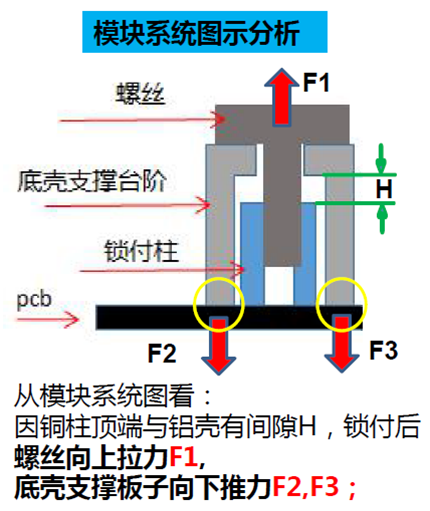 模块系统图示分析
F1
螺丝
底壳支撑台阶
H
锁付柱
pcb
F2
F3
从模块系统图看：
因铜柱顶端与铝壳有间隙H，锁付后
螺丝向上拉力F1,
底壳支撑板子向下推力F2,F3；